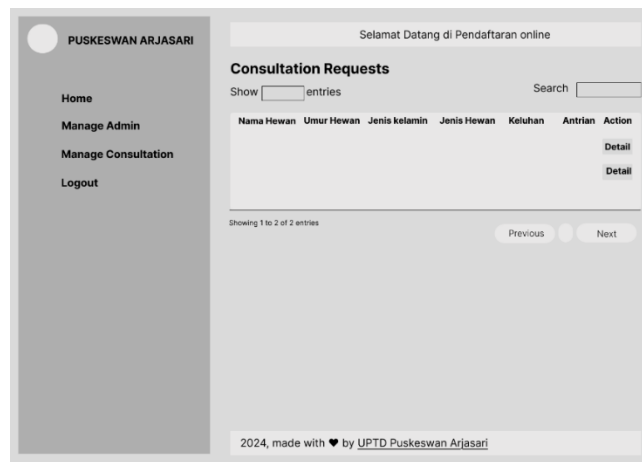 PUSKESWAN ARJASARI
Home
Manage Admin
Manage Consultation
Logout
Selamat Datang di Pendaftaran online
Consultation Requests
Show entries
Search
Nama Hewan Umur Hewan Jenis kelamin Jenis Hewan Keluhan Antrian Action
Detail
Detail
Showing 1 to 2 of 2 entries
Previous Next
2024, made with ♥ by UPTD Puskeswan Arjasari